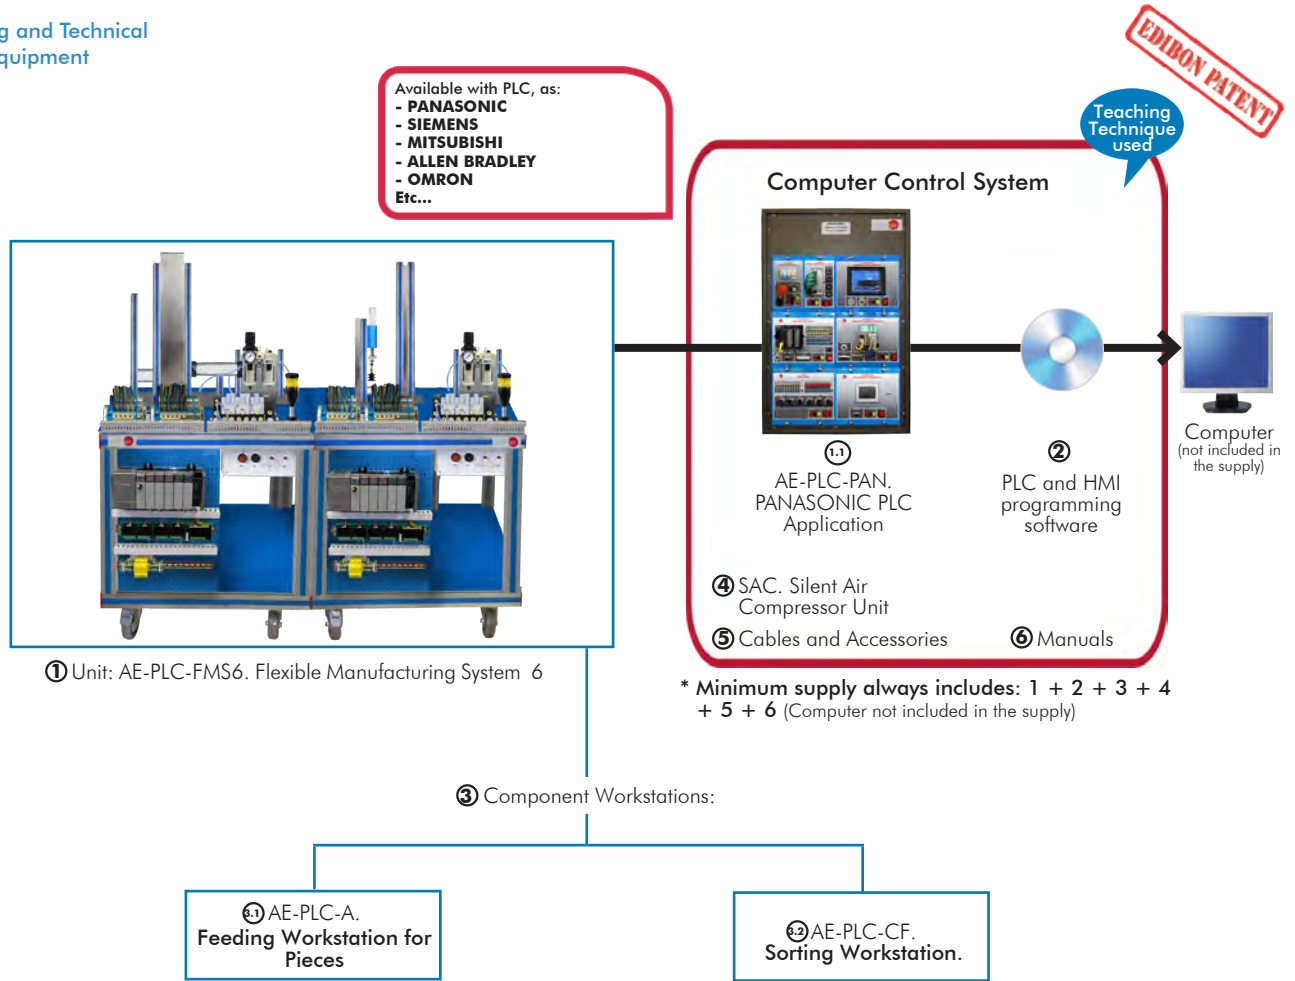 g and Technical
quipment
EDIBON PATENT
Available with PLC, as:
- PANASONIC
- SIEMENS
- MITSUBISHI
- ALLEN BRADLEY
- OMRON
Etc...
Teaching
Technique
used
Computer Control System
1.1
AE-PLC-PAN.
PANASONIC PLC
Application
2
PLC and HMI
programming
software
Computer
(not included in
the supply)
4 SAC. Silent Air
Compressor Unit
5 Cables and Accessories
6 Manuals
1 Unit: AE-PLC-FMS6. Flexible Manufacturing System 6
* Minimum supply always includes: 1 + 2 + 3 + 4
+ 5 + 6 (Computer not included in the supply)
3 Component Workstations:
3.1 AE-PLC-A.
Feeding Workstation for
Pieces
3.2 AE-PLC-CF.
Sorting Workstation.